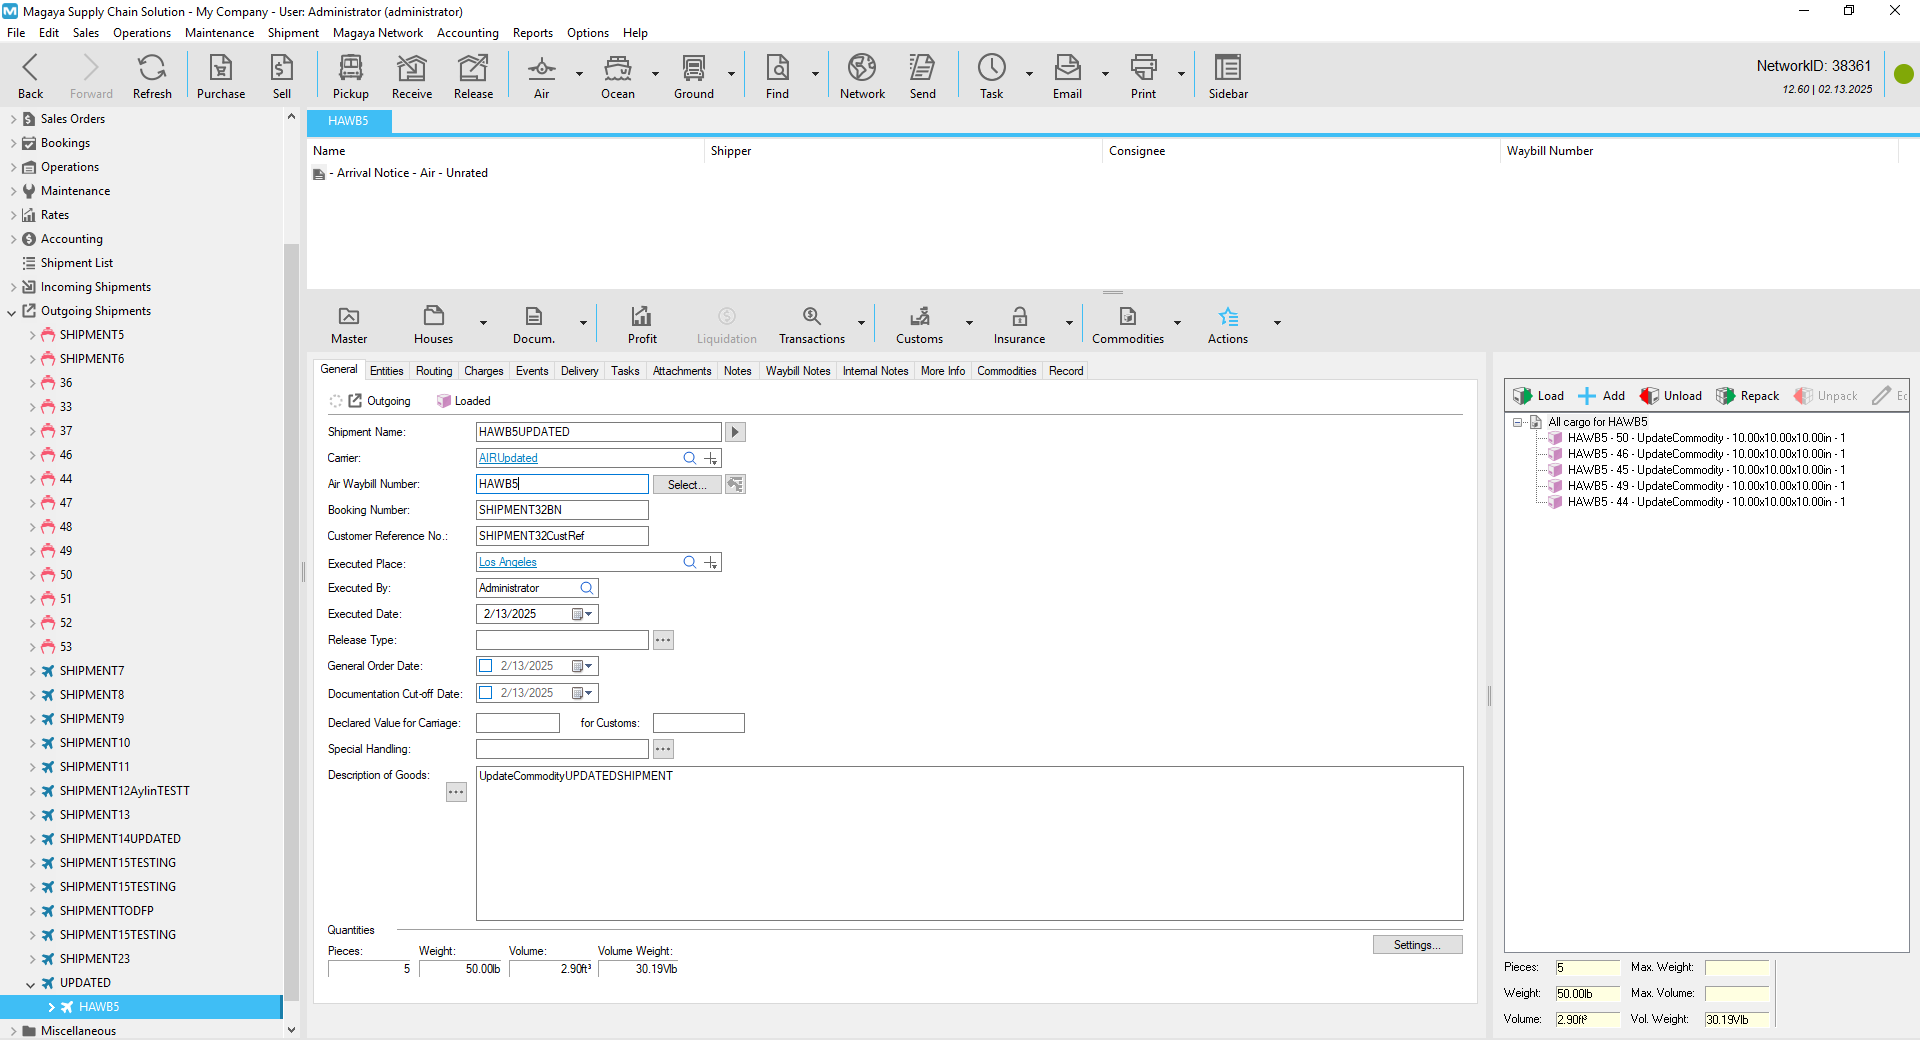 Magaya Supply Chain Solution - My Company - User: Administrator (administrator)
File Edit Sales Operations Maintenance Shipment Magaya Network Accounting Reports Options Help
Back Forward Refresh Purchase Sell Pickup Receive Release Air Ocean Ground Find Network Send Task Email Print Sidebar
NetworkID: 38361
12.60 | 02.13.2025
Sales Orders
Bookings
Operations
Maintenance
Rates
Accounting
Shipment List
Incoming Shipments
Outgoing Shipments
SHIPMENT5
SHIPMENT6
36
33
37
46
44
47
48
49
50
51
52
53
SHIPMENT7
SHIPMENT8
SHIPMENT9
SHIPMENT10
SHIPMENT11
SHIPMENT12AylinTESTT
SHIPMENT13
SHIPMENT14UPDATED
SHIPMENT15TESTING
SHIPMENT15TESTING
SHIPMENTTODFP
SHIPMENT15TESTING
SHIPMENT23
UPDATED
HAWB5
Miscellaneous
HAWB5
Name Shipper Consignee Waybill Number
- Arrival Notice - Air - Unrated
Master Houses Docum. Profit Liquidation Transactions Customs Insurance Commodities Actions
General Entities Routing Charges Events Delivery Tasks Attachments Notes Waybill Notes Internal Notes More Info Commodities Record
Outgoing Loaded
Shipment Name: HAWB5UPDATED
Carrier: AIRUpdated
Air Waybill Number: HAWB5 Select...
Booking Number: SHIPMENT32BN
Customer Reference No.: SHIPMENT32CustRef
Executed Place: Los Angeles
Executed By: Administrator
Executed Date: 2/13/2025
Release Type: ...
General Order Date: 2/13/2025
Documentation Cut-off Date: 2/13/2025
Declared Value for Carriage: for Customs:
Special Handling: ...
Description of Goods: UpdateCommodityUPDATEDSHIPMENT
...
Quantities
Settings...
Pieces: Weight: Volume: Volume Weight:
5 50.00lb 2.90ft³ 30.19Vlb
Load Add Unload Repack Unpack Ec
All cargo for HAWB5
HAWB5 - 50 - UpdateCommodity - 10.00x10.00x10.00in - 1
HAWB5 - 46 - UpdateCommodity - 10.00x10.00x10.00in - 1
HAWB5 - 45 - UpdateCommodity - 10.00x10.00x10.00in - 1
HAWB5 - 49 - UpdateCommodity - 10.00x10.00x10.00in - 1
HAWB5 - 44 - UpdateCommodity - 10.00x10.00x10.00in - 1
Pieces: 5 Max. Weight:
Weight: 50.00lb Max. Volume:
Volume: 2.90ft³ Vol. Weight: 30.19Vlb